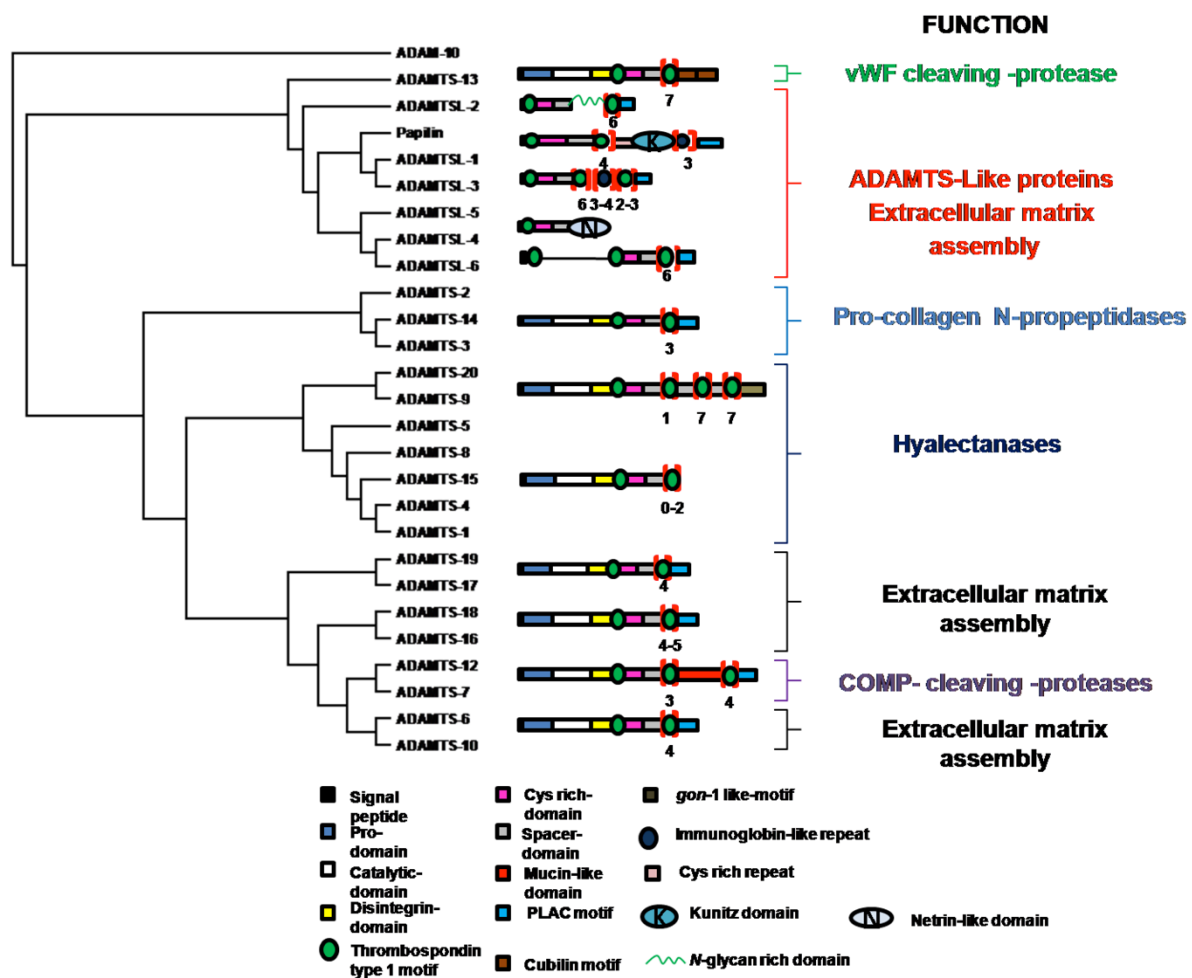 FUNCTION
ADAM-10
ADAMTS-13
7
vWF cleaving -protease
ADAMTSL-2
6
Papilin
K
4
3
ADAMTSL-1
ADAMTSL-3
6 3-4 2-3
ADAMTS-Like proteins
Extracellular matrix
assembly
ADAMTSL-5
N
ADAMTSL-4
ADAMTSL-6
6
ADAMTS-2
ADAMTS-14
ADAMTS-3
3
Pro-collagen N-propeptidases
ADAMTS-20
ADAMTS-9
1 7 7
ADAMTS-5
ADAMTS-8
ADAMTS-15
ADAMTS-4
ADAMTS-1
0-2
Hyalectanases
ADAMTS-19
ADAMTS-17
4
ADAMTS-18
ADAMTS-16
4-5
Extracellular matrix
assembly
ADAMTS-12
ADAMTS-7
3 4
COMP- cleaving -proteases
ADAMTS-6
ADAMTS-10
4
Extracellular matrix
assembly
Signal
peptide
Pro-
domain
Catalytic-
domain
Disintegrin-
domain
Thrombospondin
type 1 motif
Cys rich-
domain
Spacer-
domain
Mucin-like
domain
PLAC motif
Cubilin motif
gon-1 like-motif
Immunoglobin-like repeat
Cys rich repeat
K
Kunitz domain
N-glycan rich domain
N
Netrin-like domain